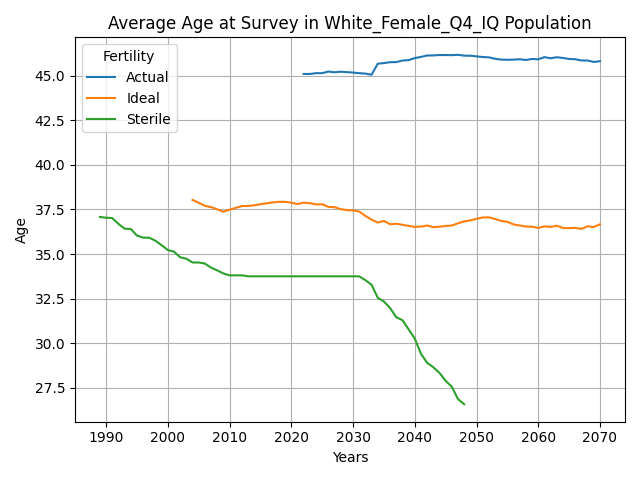 Average Age at Survey in White_Female_Q4_IQ Population
Fertility
Actual
Ideal
Sterile
45.0
42.5
40.0
37.5
35.0
32.5
30.0
27.5
Age
1990 2000 2010 2020 2030 2040 2050 2060 2070
Years